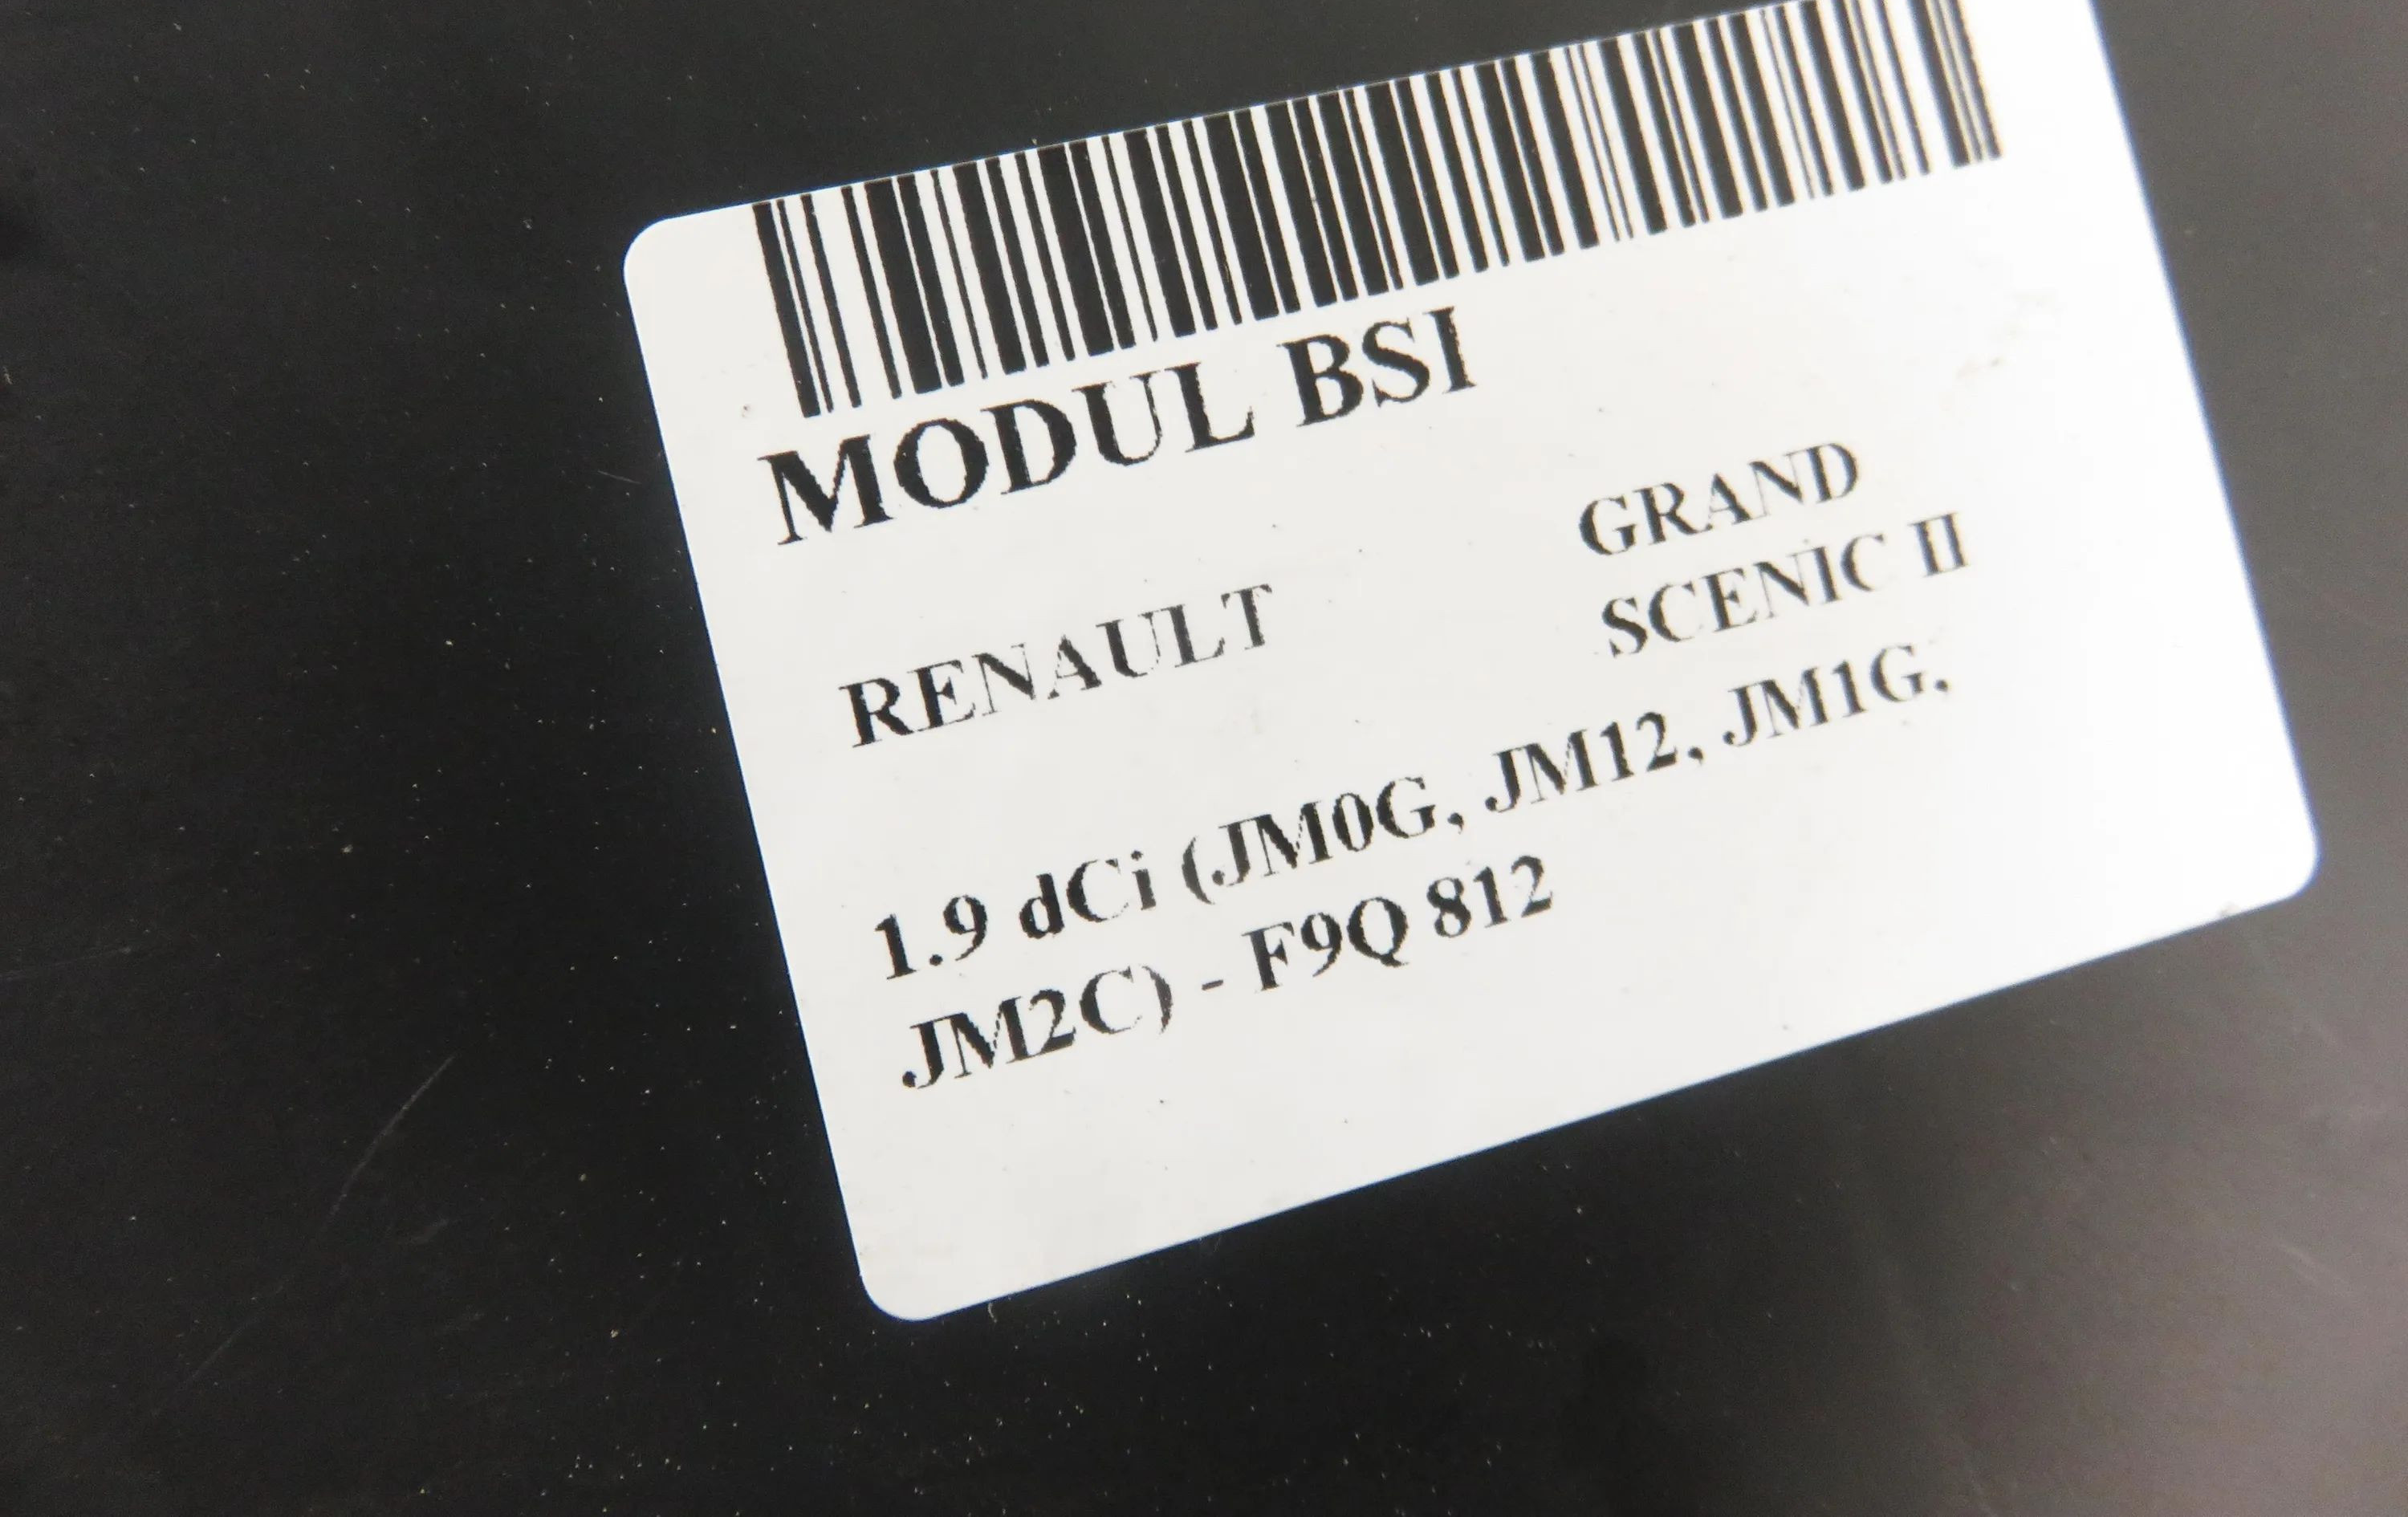 MODUL BSI
RENAULT
GRAND
SCENIC II
1.9 dCi (JM0G, JM12, JM1G,
JM2C) - F9Q 812